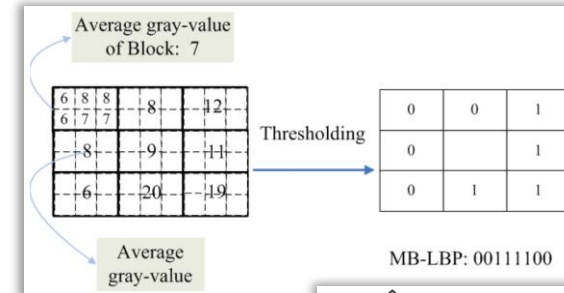 Average gray-value
of Block: 7
6 8 8
6 7 7
8 12
8 9 11
6 20 19
Thresholding
0 0 1
0 1
0 1 1
Average
gray-value
MB-LBP: 00111100